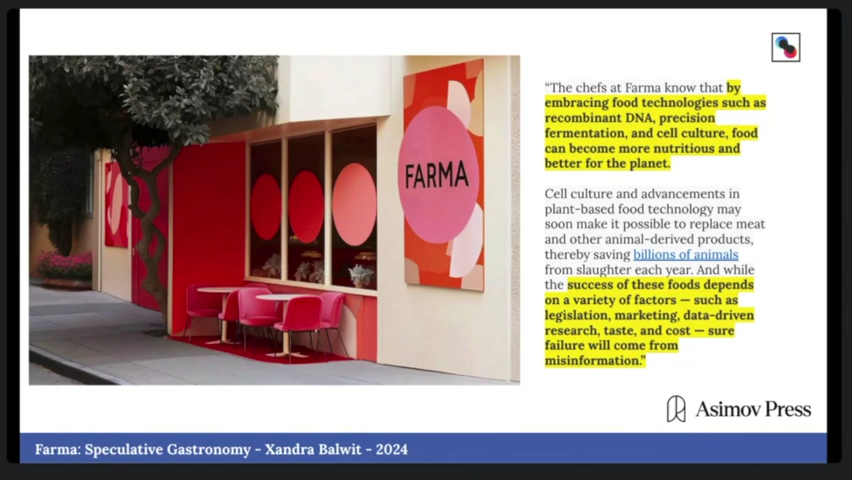 FARMA
“The chefs at Farma know that by
embracing food technologies such as
recombinant DNA, precision
fermentation, and cell culture, food
can become more nutritious and
better for the planet.
Cell culture and advancements in
plant-based food technology may
soon make it possible to replace meat
and other animal-derived products,
thereby saving billions of animals
from slaughter each year. And while
the success of these foods depends
on a variety of factors — such as
legislation, marketing, data-driven
research, taste, and cost — sure
failure will come from
misinformation.”
Asimov Press
Farma: Speculative Gastronomy - Xandra Balwit - 2024